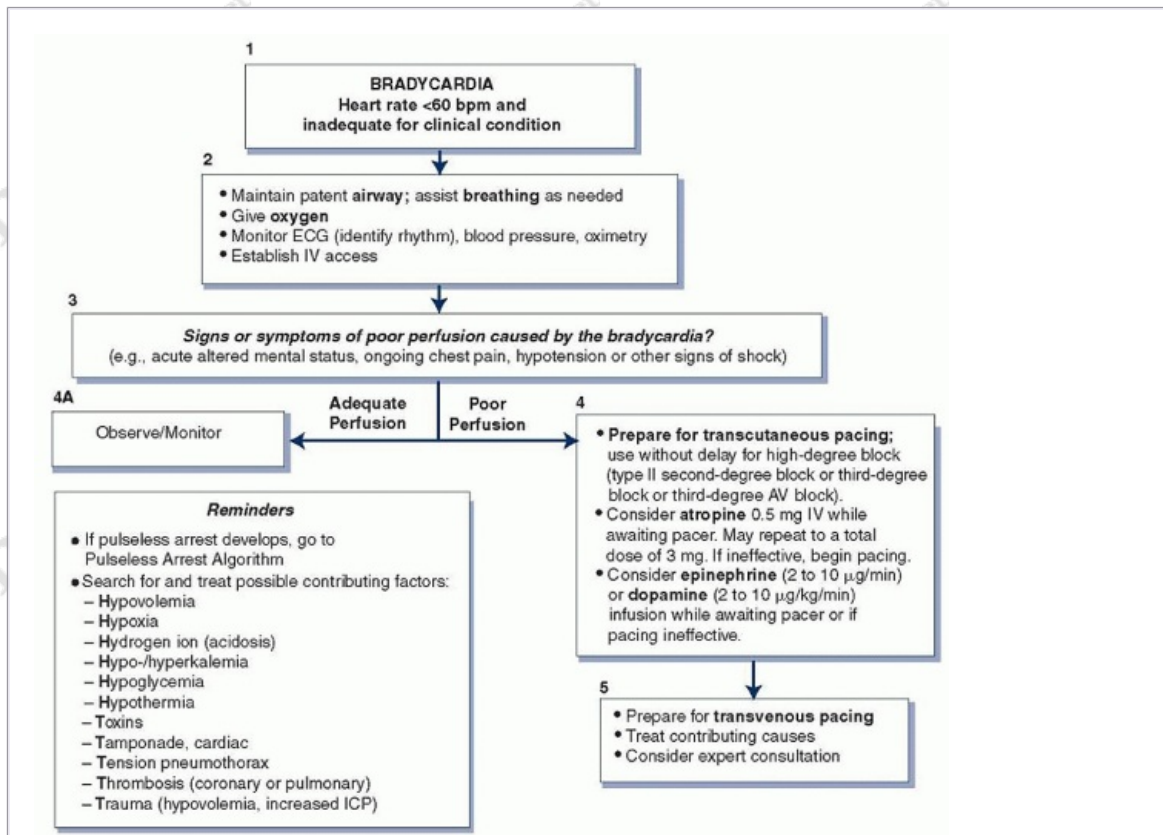 1
BRADYCARDIA
Heart rate <60 bpm and
inadequate for clinical condition
2
• Maintain patent airway; assist breathing as needed
• Give oxygen
• Monitor ECG (identify rhythm), blood pressure, oximetry
• Establish IV access
3
Signs or symptoms of poor perfusion caused by the bradycardia?
(e.g., acute altered mental status, ongoing chest pain, hypotension or other signs of shock)
4A
Observe/Monitor
Adequate
Perfusion
Poor
Perfusion
4
• Prepare for transcutaneous pacing;
use without delay for high-degree block
(type II second-degree block or third-degree
block or third-degree AV block).
• Consider atropine 0.5 mg IV while
awaiting pacer. May repeat to a total
dose of 3 mg. If ineffective, begin pacing.
• Consider epinephrine (2 to 10 µg/min)
or dopamine (2 to 10 µg/kg/min)
infusion while awaiting pacer or if
pacing ineffective.
Reminders
• If pulseless arrest develops, go to
Pulseless Arrest Algorithm
• Search for and treat possible contributing factors:
– Hypovolemia
– Hypoxia
– Hydrogen ion (acidosis)
– Hypo-/hyperkalemia
– Hypoglycemia
– Hypothermia
– Toxins
– Tamponade, cardiac
– Tension pneumothorax
– Thrombosis (coronary or pulmonary)
– Trauma (hypovolemia, increased ICP)
5
• Prepare for transvenous pacing
• Treat contributing causes
• Consider expert consultation